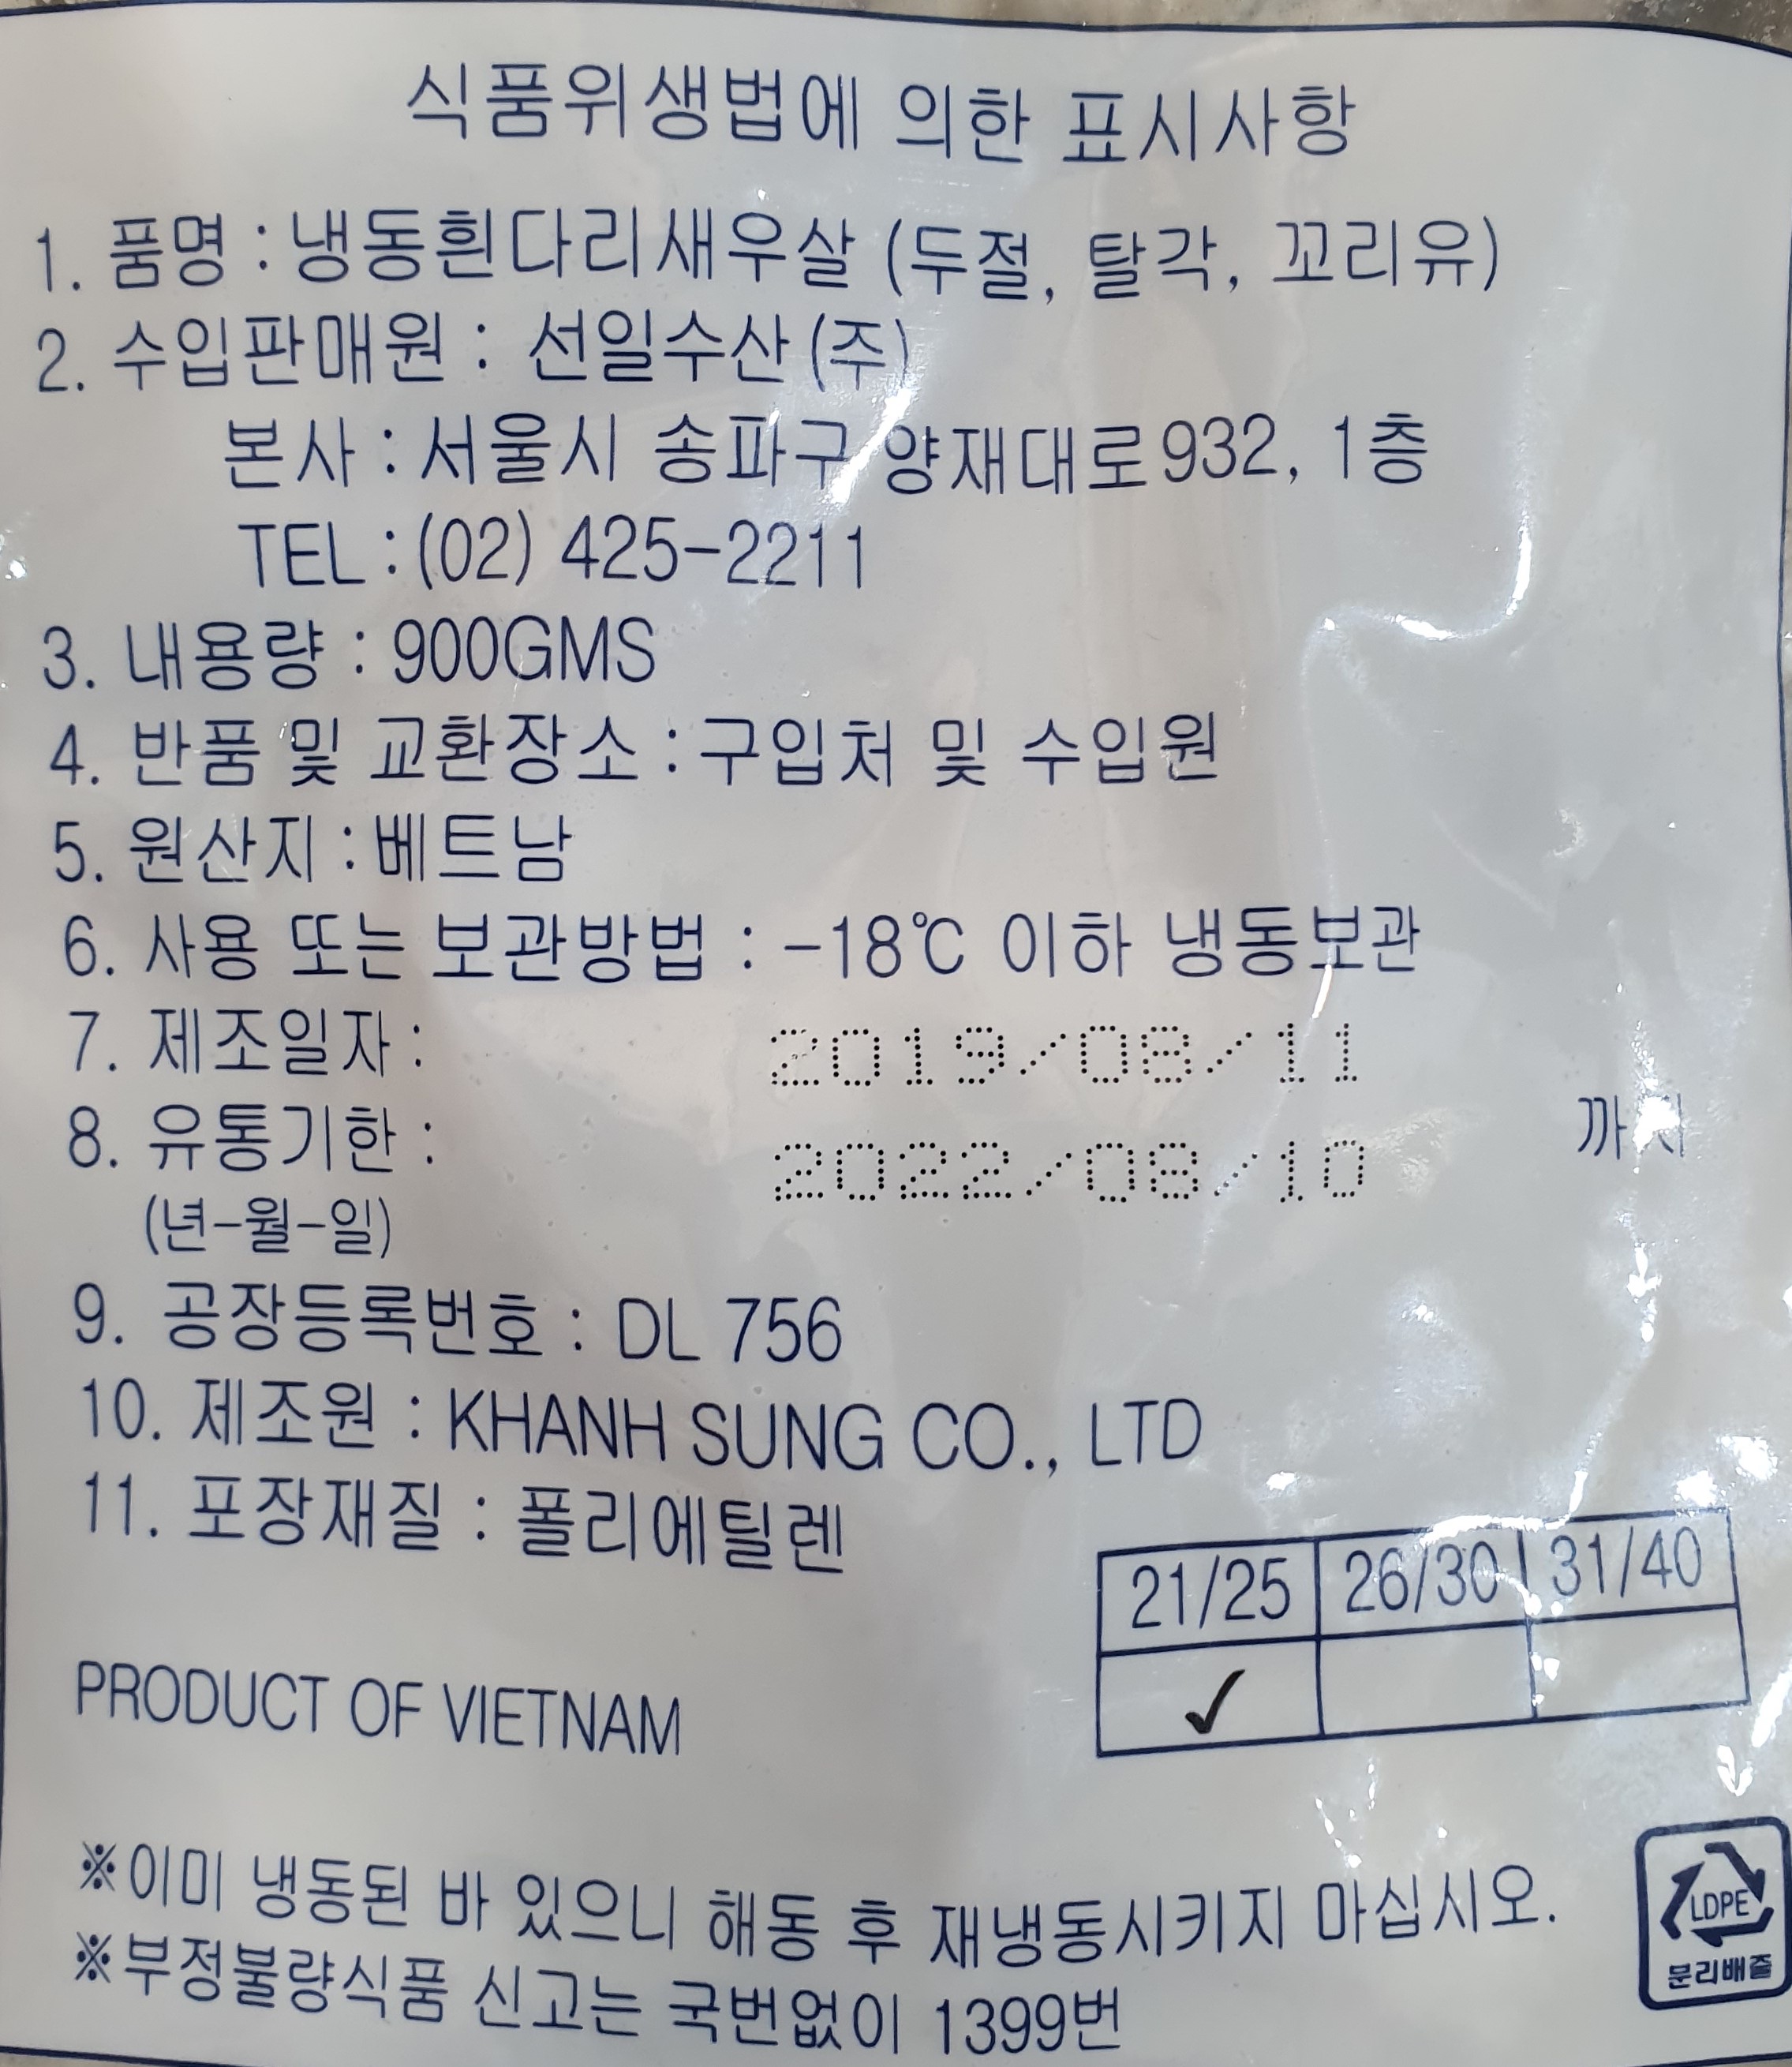 식품위생법에 의한 표시사항
1. 품명 : 냉동흰다리새우살 (두절, 탈각, 꼬리유)
2. 수입판매원 : 선일수산(주)
본사 : 서울시 송파구 양재대로932, 1층
TEL : (02) 425-2211
3. 내용량 : 900GMS
4. 반품 및 교환장소 : 구입처 및 수입원
5. 원산지 : 베트남
6. 사용 또는 보관방법 : -18℃ 이하 냉동보관
7. 제조일자 : 2019/08/11
8. 유통기한 : 2022/08/10 까지
(년-월-일)
9. 공장등록번호 : DL 756
10. 제조원 : KHANH SUNG CO., LTD
11. 포장재질 : 폴리에틸렌
21/25 26/30 31/40
✓
PRODUCT OF VIETNAM
※이미 냉동된 바 있으니 해동 후 재냉동시키지 마십시오.
※부정불량식품 신고는 국번없이 1399번
LDPE
분리배출